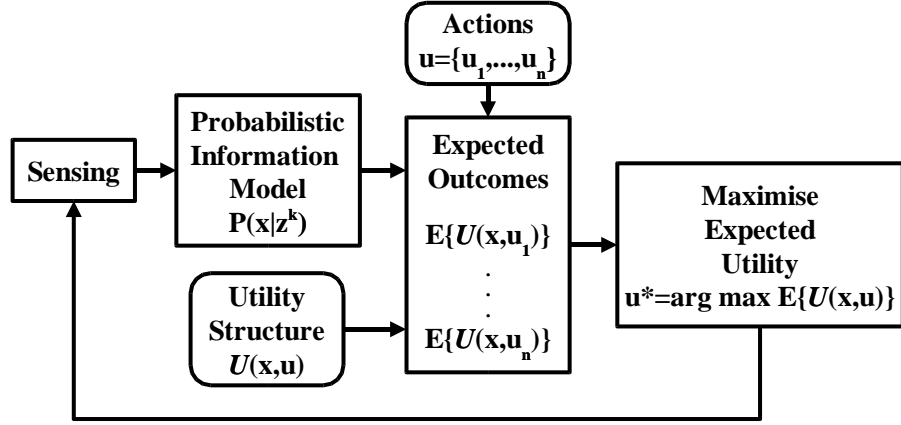 Actions
u={u₁,...,uₙ}
Sensing
Probabilistic
Information
Model
P(x|zᵏ)
Utility
Structure
U(x,u)
Expected
Outcomes
E{U(x,u₁)}
.
.
.
E{U(x,uₙ)}
Maximise
Expected
Utility
u*=arg max E{U(x,u)}